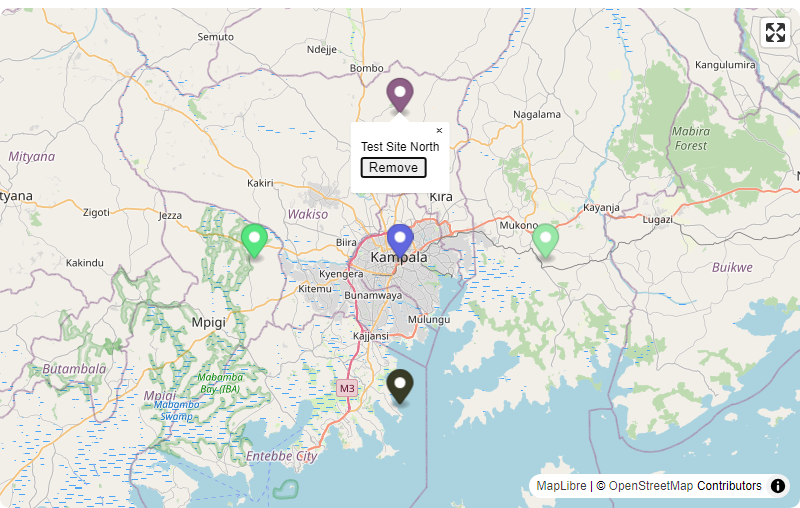 Semuto
Ndejje
Bombo
Kangulumira
Nagalama
Mabira
Forest
Mityana
×
Test Site North
Remove
Kakiri
Kira
tyana
Zigoti
Jezza
Wakiso
Kayanja
Lugazi
Mukono
Biira
Kampala
Kakindu
Kyengera
Buikwe
Kitemu
Bunamwaya
Mpigi
Mulungu
Kajjansi
Butambala
Mabamba
Bay (IBA)
M3
Mpigi
Mabamba
Swamp
Entebbe City
MapLibre | © OpenStreetMap Contributors